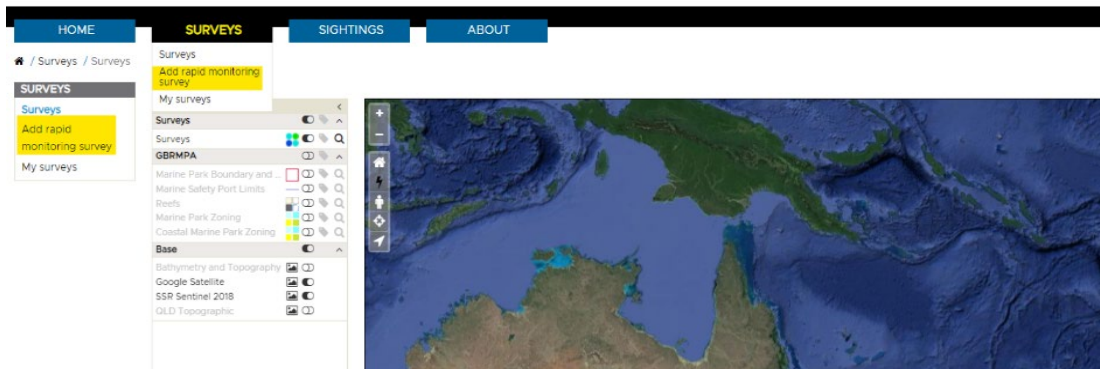 HOME SURVEYS SIGHTINGS ABOUT
/ Surveys / Surveys
SURVEYS
Surveys
Add rapid
monitoring survey
My surveys
Surveys
Add rapid monitoring
survey
My surveys
Surveys
Surveys
GBRMPA
Marine Park Boundary and ...
Marine Safety Port Limits
Reefs
Marine Park Zoning
Coastal Marine Park Zoning
Base
Bathymetry and Topography
Google Satellite
SSR Sentinel 2018
QLD Topographic